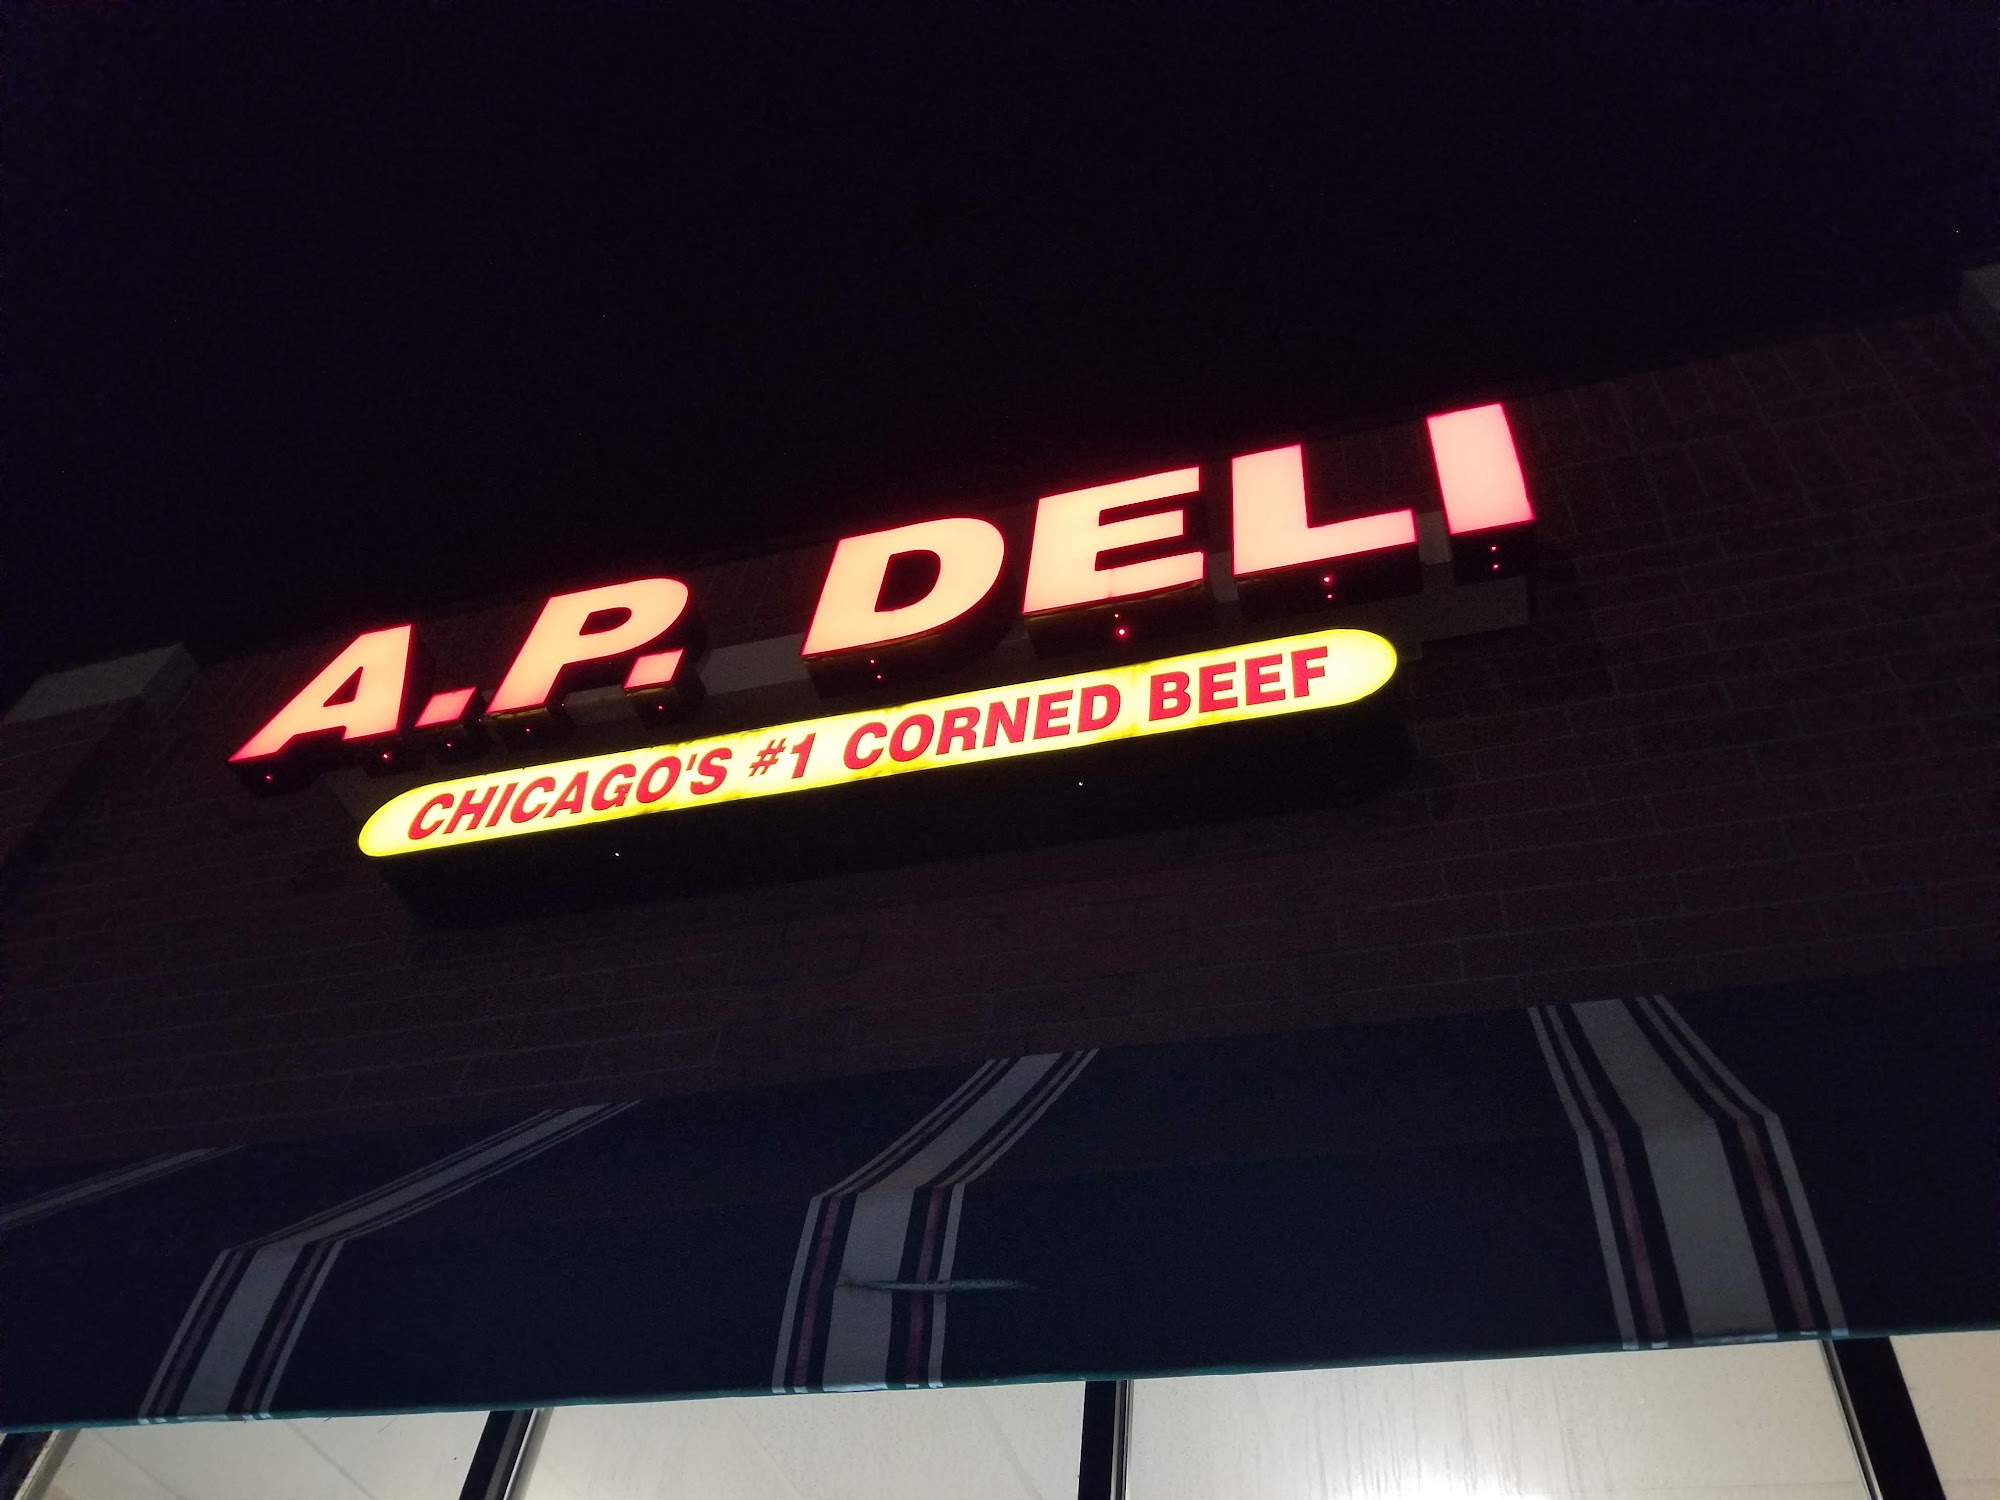 A.P. DELI
CHICAGO'S #1 CORNED BEEF